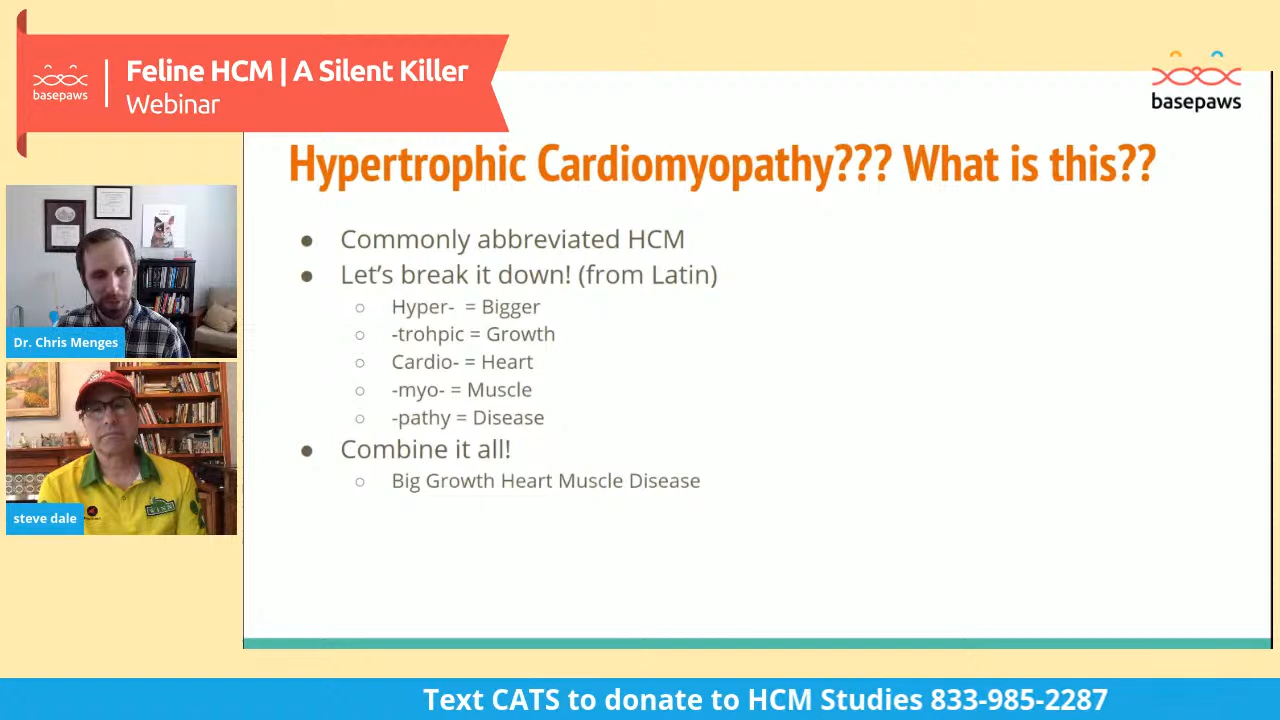 Feline HCM | A Silent Killer
basepaws
Webinar
basepaws
Hypertrophic Cardiomyopathy??? What is this??
● Commonly abbreviated HCM
● Let's break it down! (from Latin)
○ Hyper- = Bigger
○ -trohpic = Growth
○ Cardio- = Heart
○ -myo- = Muscle
○ -pathy = Disease
● Combine it all!
○ Big Growth Heart Muscle Disease
Dr. Chris Menges
steve dale
Text CATS to donate to HCM Studies 833-985-2287